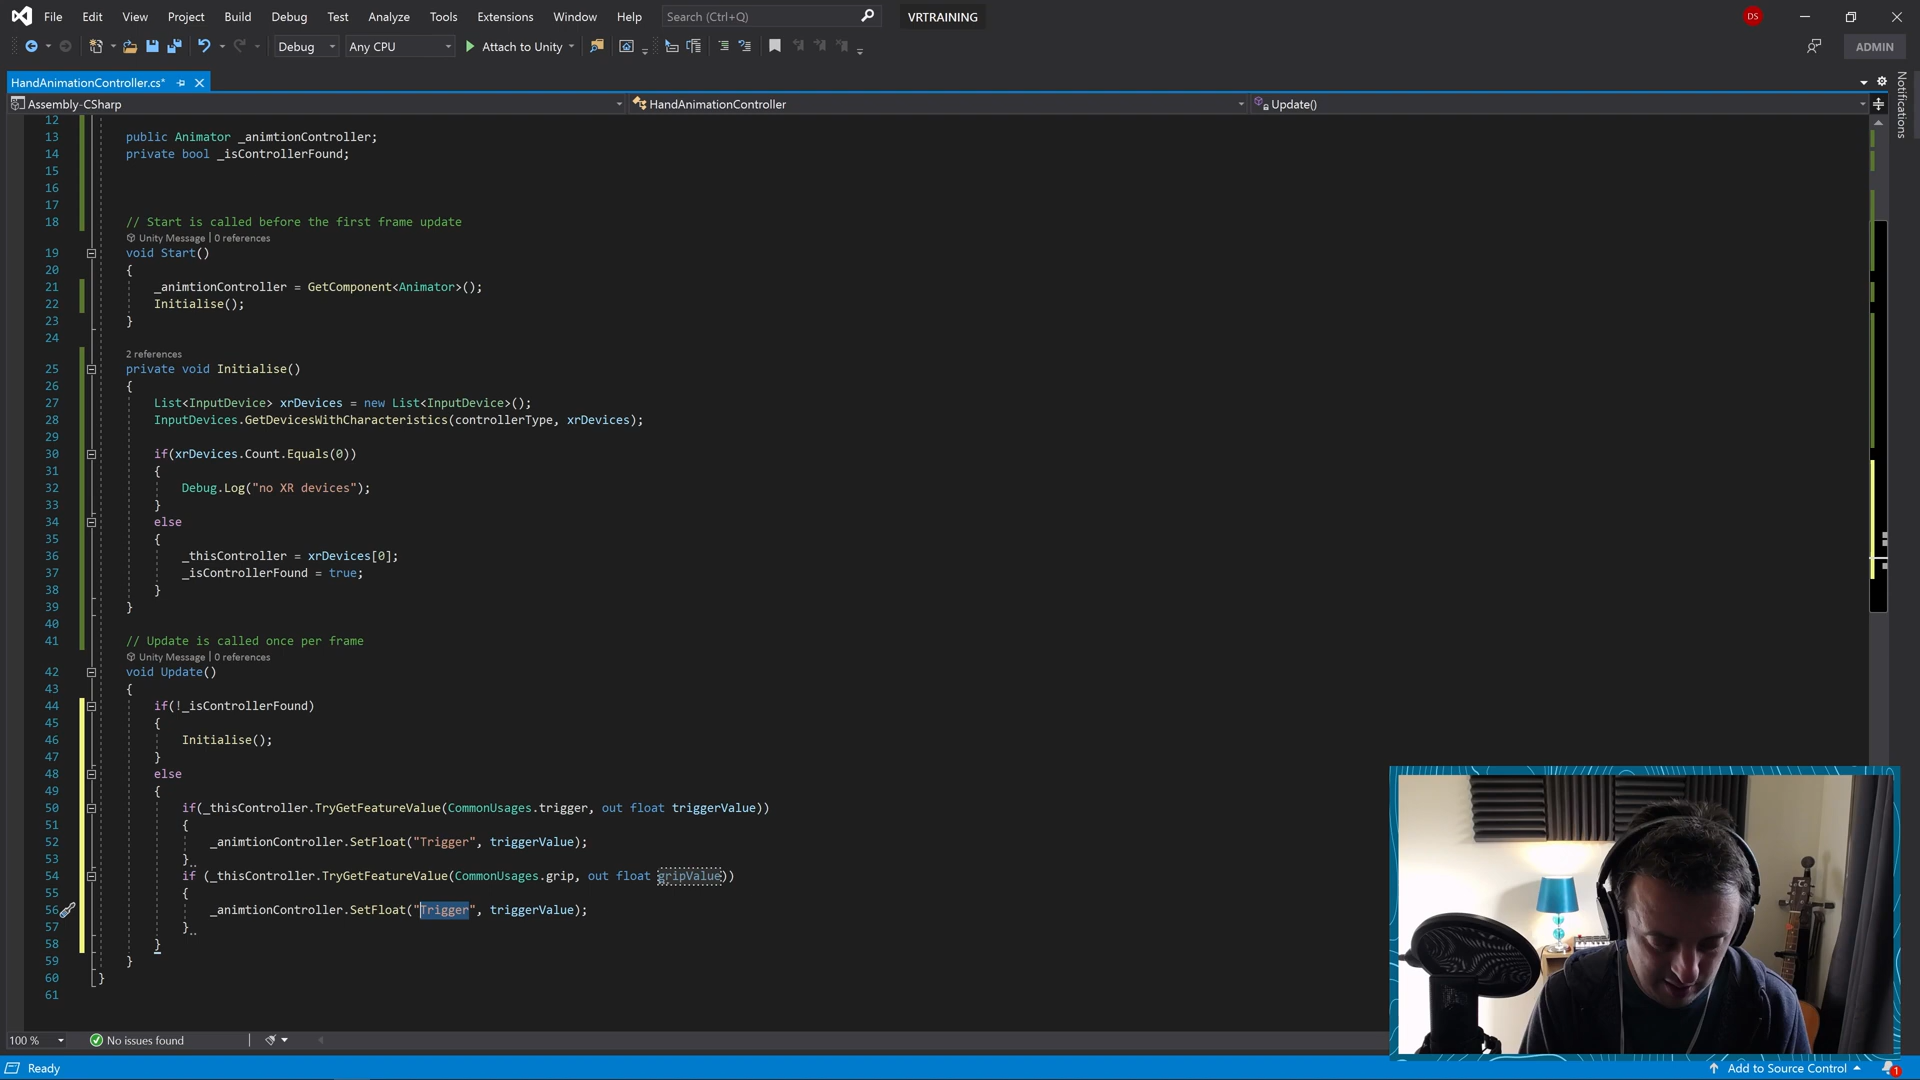 File Edit View Project Build Debug Test Analyze Tools Extensions Window Help Search (Ctrl+Q) VRTRAINING DS
Debug Any CPU Attach to Unity ADMIN
HandAnimationController.cs*
Assembly-CSharp HandAnimationController Update()
Notifications
12
13 public Animator _animtionController;
14 private bool _isControllerFound;
15
16
17
18 // Start is called before the first frame update
Unity Message | 0 references
19 void Start()
20 {
21 _animtionController = GetComponent<Animator>();
22 Initialise();
23 }
24
2 references
25 private void Initialise()
26 {
27 List<InputDevice> xrDevices = new List<InputDevice>();
28 InputDevices.GetDevicesWithCharacteristics(controllerType, xrDevices);
29
30 if(xrDevices.Count.Equals(0))
31 {
32 Debug.Log("no XR devices");
33 }
34 else
35 {
36 _thisController = xrDevices[0];
37 _isControllerFound = true;
38 }
39 }
40
41 // Update is called once per frame
Unity Message | 0 references
42 void Update()
43 {
44 if(!_isControllerFound)
45 {
46 Initialise();
47 }
48 else
49 {
50 if(_thisController.TryGetFeatureValue(CommonUsages.trigger, out float triggerValue))
51 {
52 _animtionController.SetFloat("Trigger", triggerValue);
53 }
54 if (_thisController.TryGetFeatureValue(CommonUsages.grip, out float gripValue))
55 {
56 _animtionController.SetFloat("Trigger", triggerValue);
57 }
58 }
59 }
60 }
61
100 % No issues found
Ready Add to Source Control 1